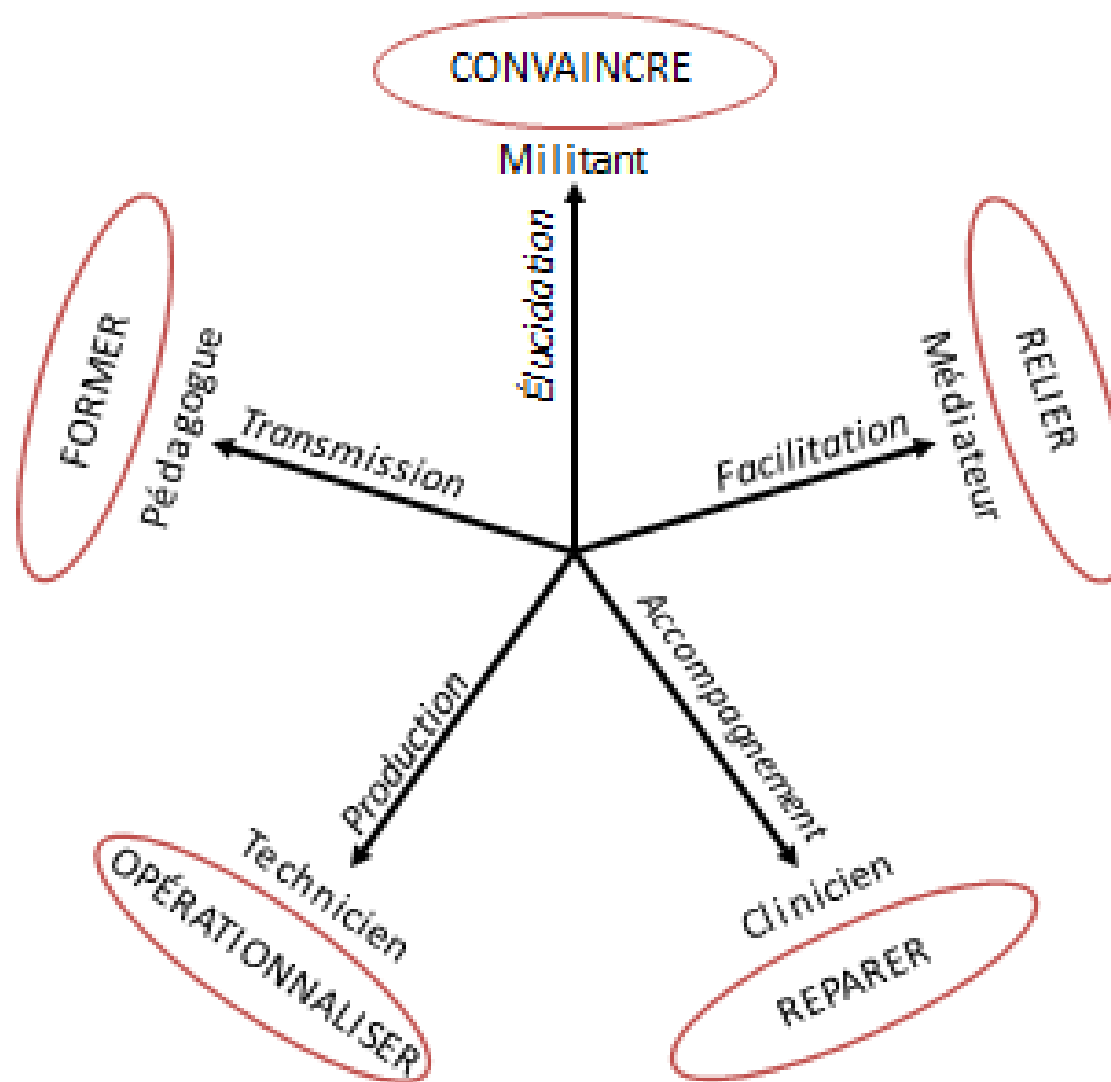 CONVAINCRE
Militant
Élucidation
FORMER
Pédagogue
Transmission
Facilitation
Médiateur
RELIER
Production
Technicien
OPÉRATIONNALISER
Accompagnement
Clinicien
REPARER